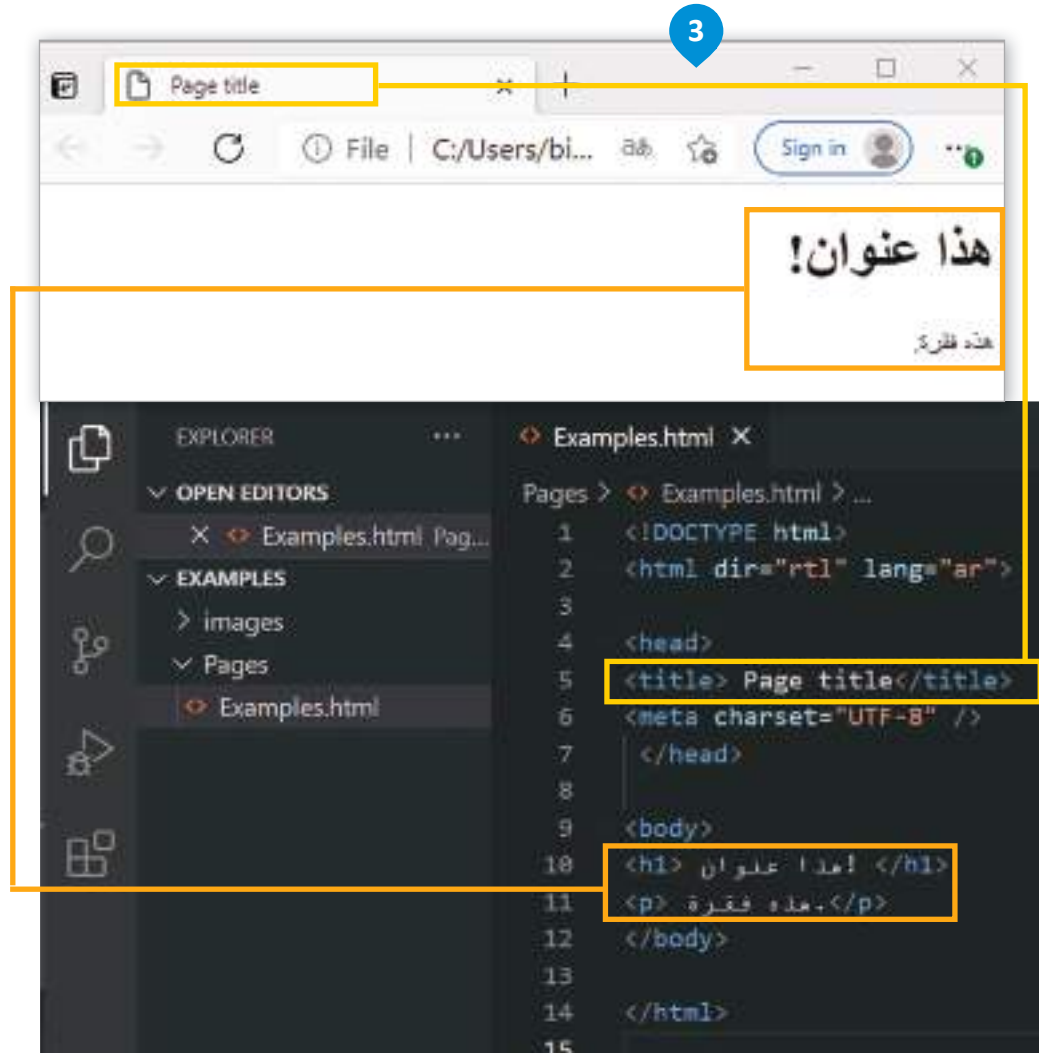 3
Page title
File | C:/Users/bi... aあ Sign in
هذا عنوان!
هذه فقرة.
EXPLORER ...
OPEN EDITORS
Examples.html Pag...
EXAMPLES
images
Pages
Examples.html
Examples.html
Pages > Examples.html > ...
1 <!DOCTYPE html>
2 <html dir="rtl" lang="ar">
3
4 <head>
5 <title> Page title</title>
6 <meta charset="UTF-8" />
7 </head>
8
9 <body>
10 <h1> هذا عنوان! </h1>
11 <p> هذه فقرة.</p>
12 </body>
13
14 </html>
15